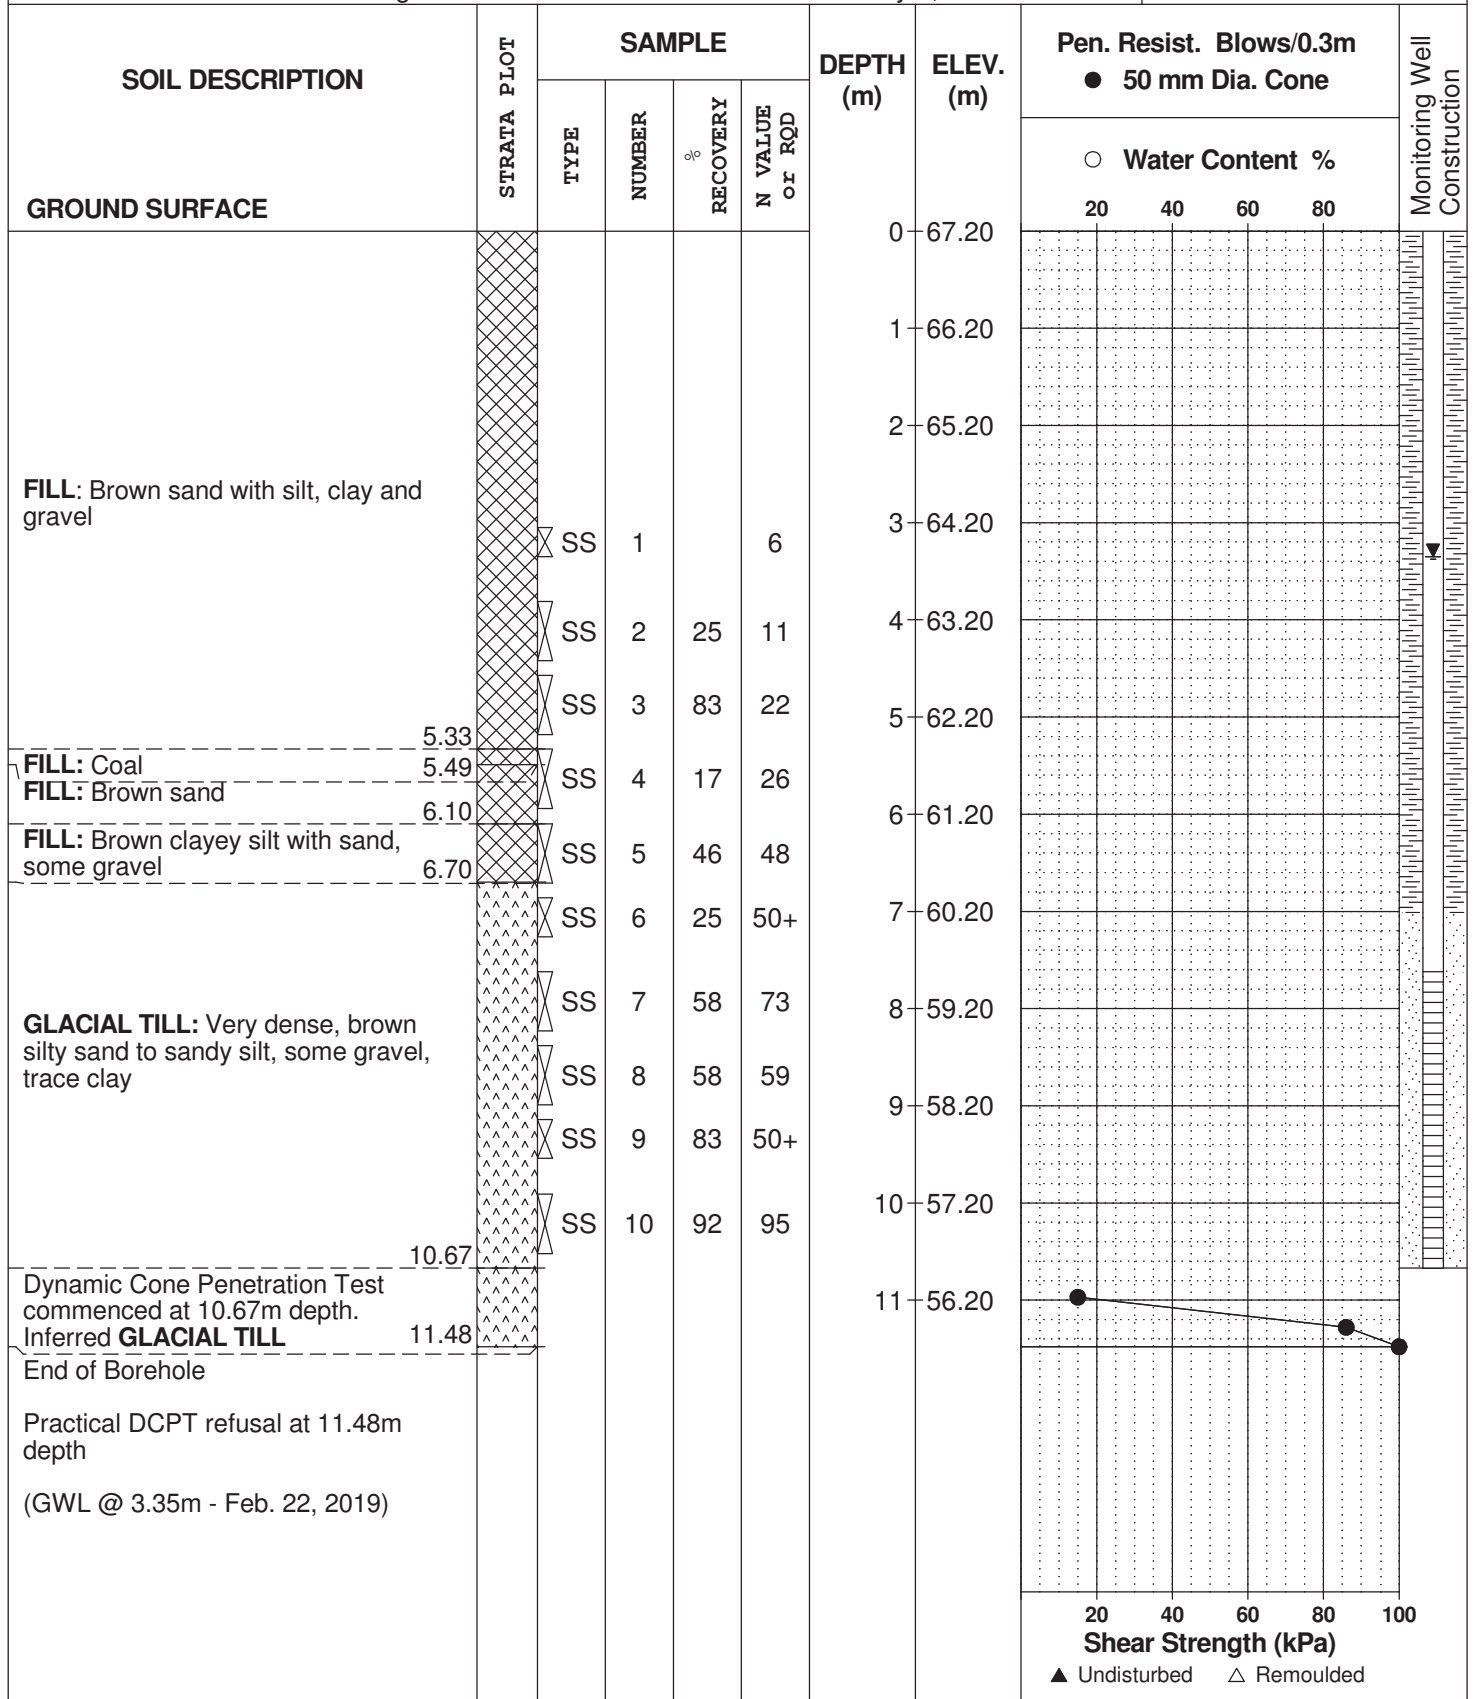 SOIL DESCRIPTION
GROUND SURFACE
STRATA PLOT
SAMPLE
TYPE
NUMBER
% RECOVERY
N VALUE or RQD
DEPTH (m)
ELEV. (m)
Pen. Resist. Blows/0.3m
● 50 mm Dia. Cone
○ Water Content %
20 40 60 80
Monitoring Well Construction
0 67.20
1 66.20
2 65.20
FILL: Brown sand with silt, clay and
gravel
3 64.20
SS 1 6
4 63.20
SS 2 25 11
SS 3 83 22
5 62.20
5.33
FILL: Coal 5.49
SS 4 17 26
FILL: Brown sand
6.10
6 61.20
FILL: Brown clayey silt with sand,
some gravel 6.70
SS 5 46 48
SS 6 25 50+
7 60.20
SS 7 58 73
8 59.20
GLACIAL TILL: Very dense, brown
silty sand to sandy silt, some gravel,
trace clay
SS 8 58 59
9 58.20
SS 9 83 50+
10 57.20
SS 10 92 95
10.67
Dynamic Cone Penetration Test
commenced at 10.67m depth.
11 56.20
Inferred GLACIAL TILL 11.48
End of Borehole
Practical DCPT refusal at 11.48m
depth
(GWL @ 3.35m - Feb. 22, 2019)
20 40 60 80 100
Shear Strength (kPa)
▲ Undisturbed △ Remoulded